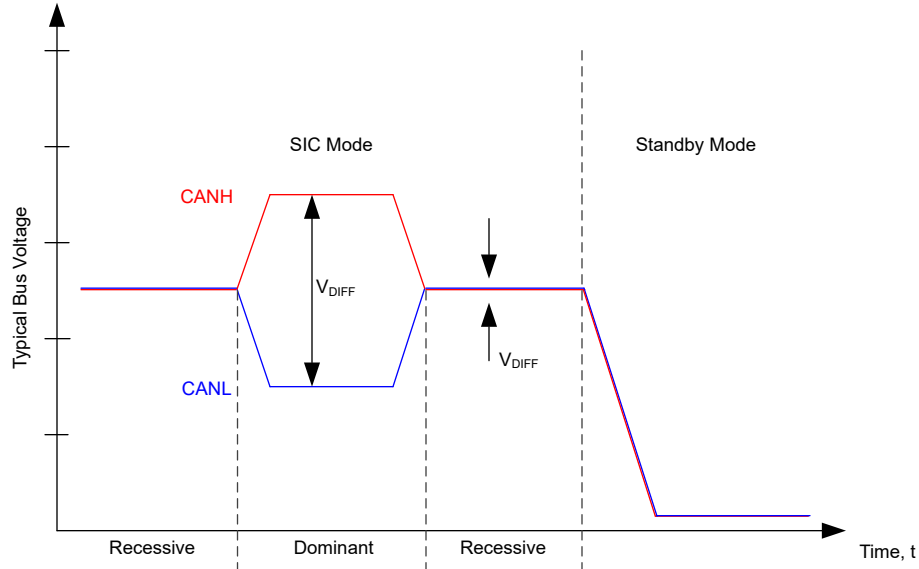 SIC Mode
Standby Mode
CANH
Typical Bus Voltage
VDIFF
VDIFF
CANL
Recessive
Dominant
Recessive
Time, t